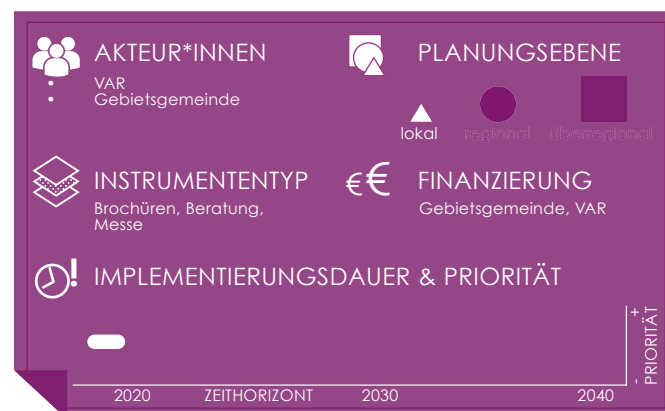 AKTEUR*INNEN
• VAR
• Gebietsgemeinde
PLANUNGSEBENE
lokal
regional
überregional
INSTRUMENTENTYP
Brochüren, Beratung,
Messe
€€
FINANZIERUNG
Gebietsgemeinde, VAR
! IMPLEMENTIERUNGSDAUER & PRIORITÄT
- PRIORITÄT +
2020
ZEITHORIZONT
2030
2040